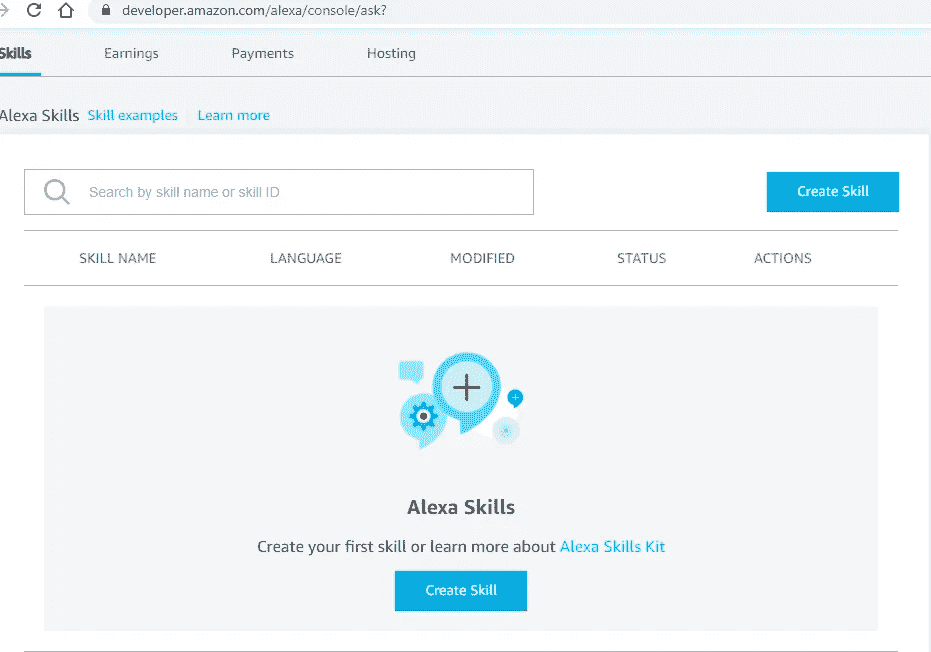 developer.amazon.com/alexa/console/ask?
Skills Earnings Payments Hosting
Alexa Skills Skill examples Learn more
Search by skill name or skill ID Create Skill
SKILL NAME LANGUAGE MODIFIED STATUS ACTIONS
Alexa Skills
Create your first skill or learn more about Alexa Skills Kit
Create Skill